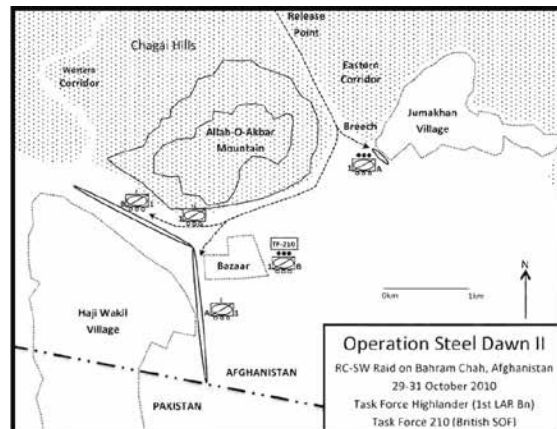 Release
Point
Chagai Hills
Eastern
Corridor
Western
Corridor
Jumakhan
Village
Allah-O-Akbar
Mountain
Breech
TF-210
Bazaar
N
0km
1km
Haji Wakil
Village
AFGHANISTAN
PAKISTAN
Operation Steel Dawn II
RC-SW Raid on Bahram Chah, Afghanistan
29-31 October 2010
Task Force Highlander (1st LAR Bn)
Task Force 210 (British SOF)